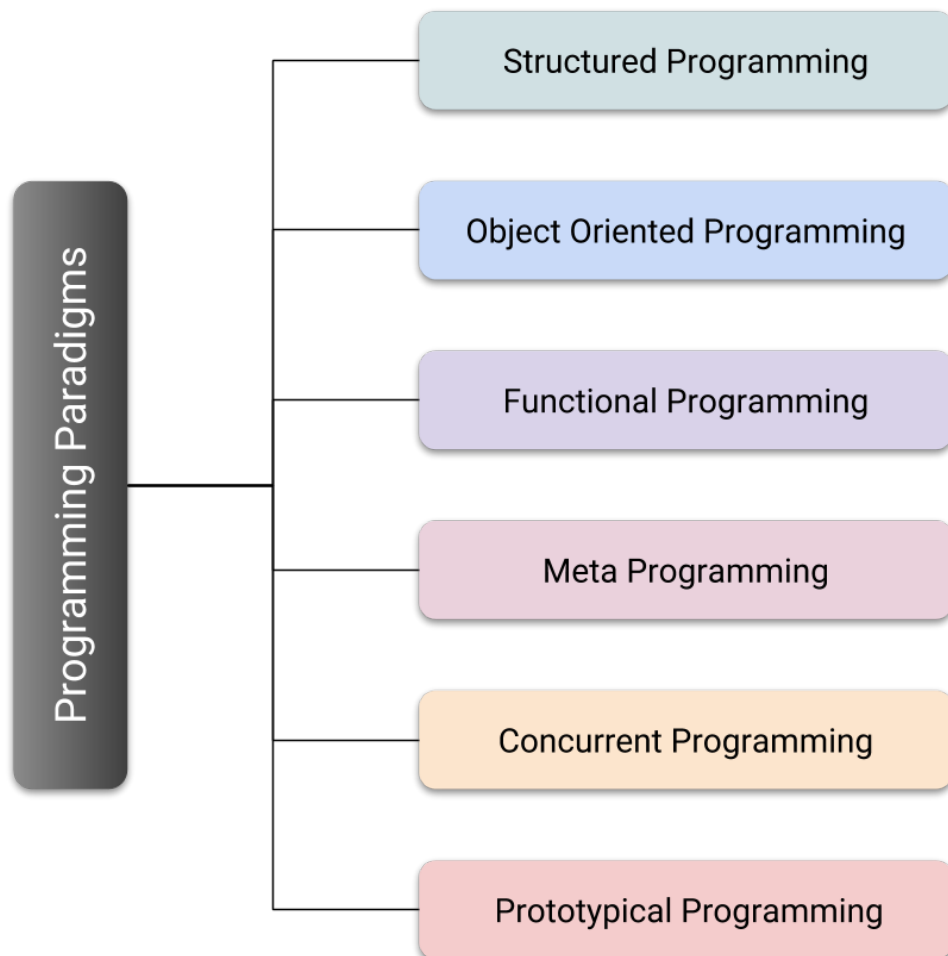 Programming Paradigms
Structured Programming
Object Oriented Programming
Functional Programming
Meta Programming
Concurrent Programming
Prototypical Programming